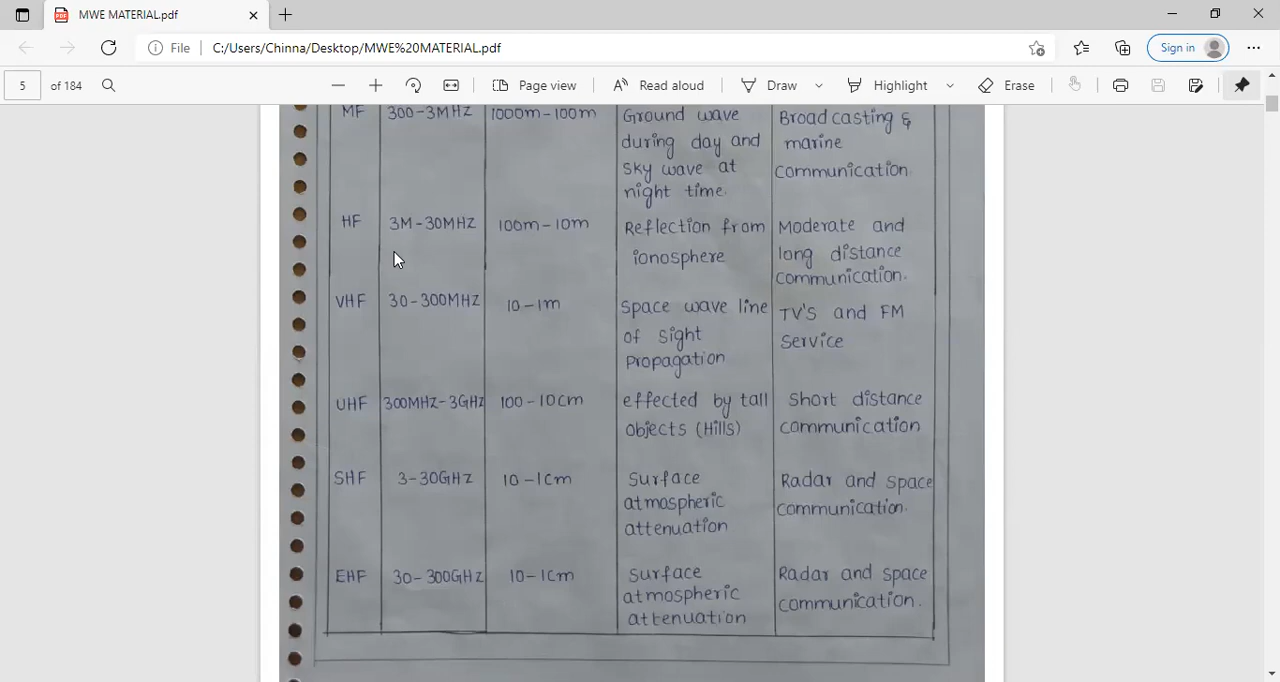 MWE MATERIAL.pdf
File
C:/Users/Chinna/Desktop/MWE%20MATERIAL.pdf
Sign in
5 of 184
Page view
Read aloud
Draw
Highlight
Erase
MF 300-3MHZ 1000m-100m Ground wave during day and sky wave at night time. Broad casting & marine communication.
HF 3M-30MHZ 100m-10m Reflection from ionosphere Moderate and long distance communication.
VHF 30-300MHZ 10-1m Space wave line of sight propagation TV'S and FM Service
UHF 300MHZ-3GHZ 100-10cm effected by tall objects (Hills) Short distance communication
SHF 3-30GHZ 10-1cm Surface atmospheric attenuation Radar and space communication.
EHF 30-300GHZ 10-1cm Surface atmospheric attenuation Radar and space communication.